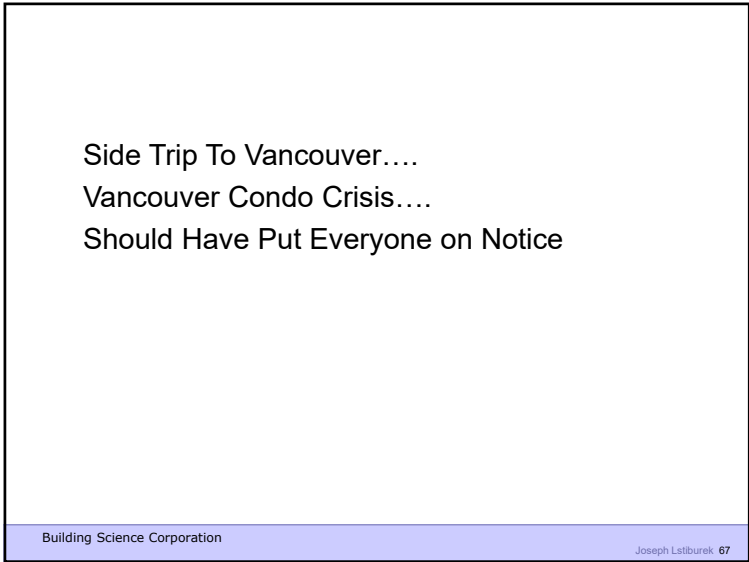 Side Trip To Vancouver….
Vancouver Condo Crisis….
Should Have Put Everyone on Notice
Building Science Corporation
Joseph Lstiburek 67